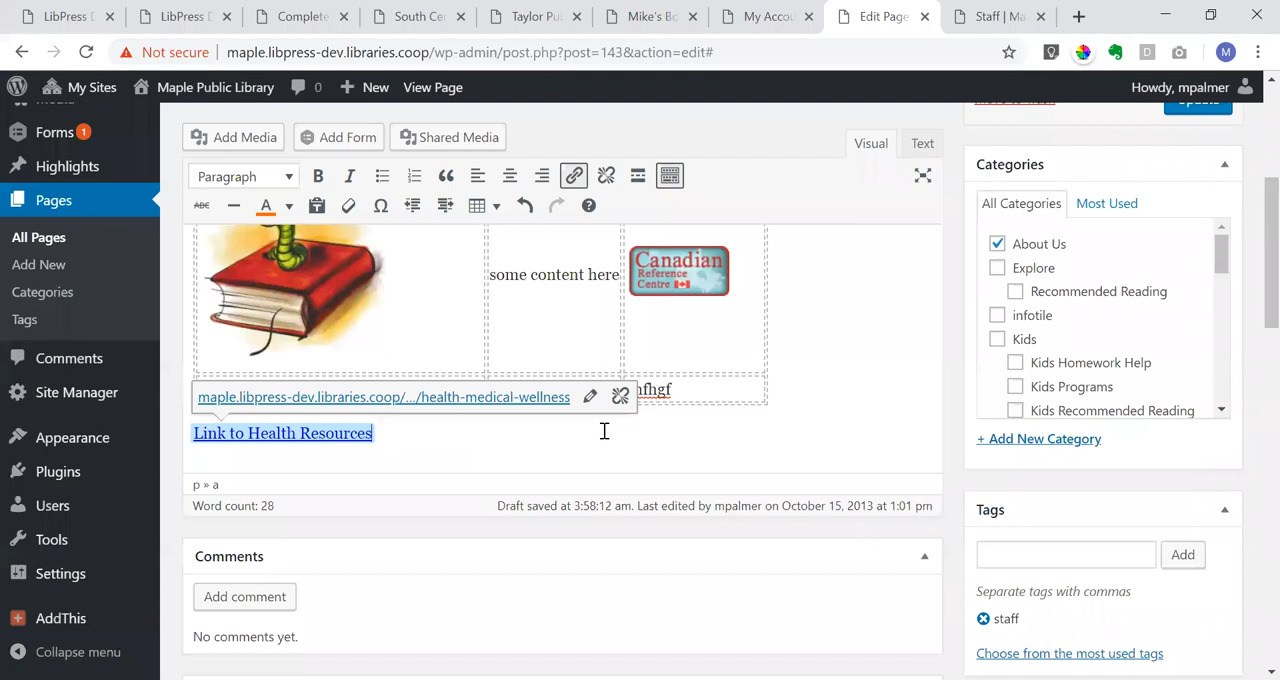 LibPress D
LibPress D
Complete
South Cer
Taylor Pu
Mike's Bo
My Accou
Edit Page
Staff | Ma
Not secure | maple.libpress-dev.libraries.coop/wp-admin/post.php?post=143&action=edit#
My Sites Maple Public Library 0 New View Page Howdy, mpalmer
Media
Forms 1
Highlights
Pages
All Pages
Add New
Categories
Tags
Comments
Site Manager
Appearance
Plugins
Users
Tools
Settings
AddThis
Collapse menu
Add Media Add Form Shared Media
Visual Text
Paragraph B I
ABC A
some content here
Canadian
Reference
Centre
nfhgf
maple.libpress-dev.libraries.coop/.../health-medical-wellness
Link to Health Resources
p » a
Word count: 28 Draft saved at 3:58:12 am. Last edited by mpalmer on October 15, 2013 at 1:01 pm
Comments
Add comment
No comments yet.
Move to Trash Update
Categories
All Categories Most Used
About Us
Explore
Recommended Reading
infotile
Kids
Kids Homework Help
Kids Programs
Kids Recommended Reading
+ Add New Category
Tags
Add
Separate tags with commas
staff
Choose from the most used tags